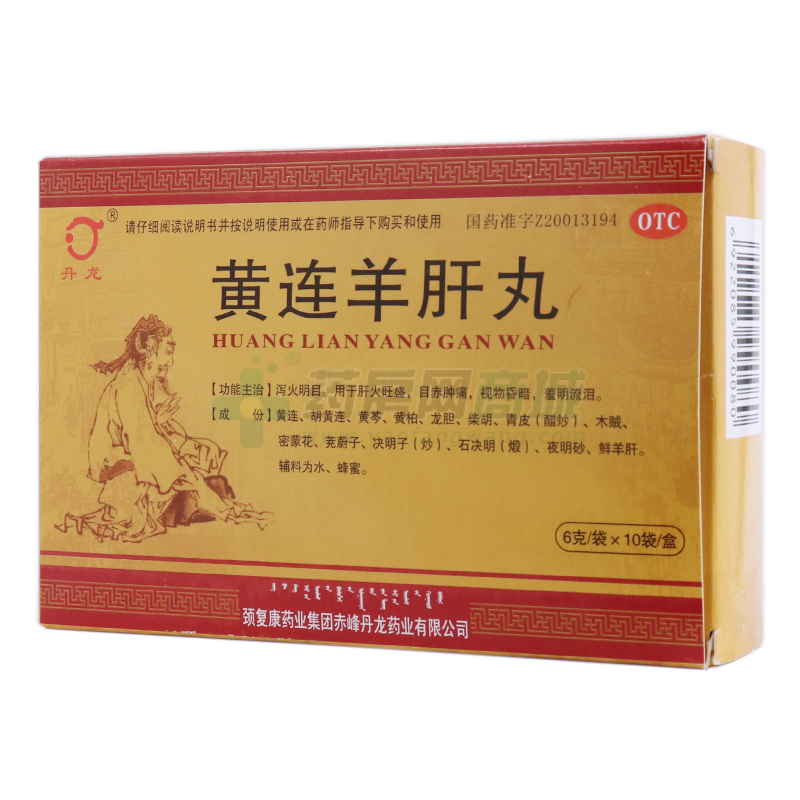 丹龙
®
请仔细阅读说明书并按说明使用或在药师指导下购买和使用
国药准字Z20013194
OTC
黄连羊肝丸
HUANG LIAN YANG GAN WAN
【功能主治】泻火明目。用于肝火旺盛，目赤肿痛，视物昏暗，羞明流泪。
【成 份】黄连、胡黄连、黄芩、黄柏、龙胆、柴胡、青皮（醋炒）、木贼、
密蒙花、茺蔚子、决明子（炒）、石决明（煅）、夜明砂、鲜羊肝。
辅料为水、蜂蜜。
药房网商城
®
6克/袋×10袋/盒
颈复康药业集团赤峰丹龙药业有限公司
6922085990080